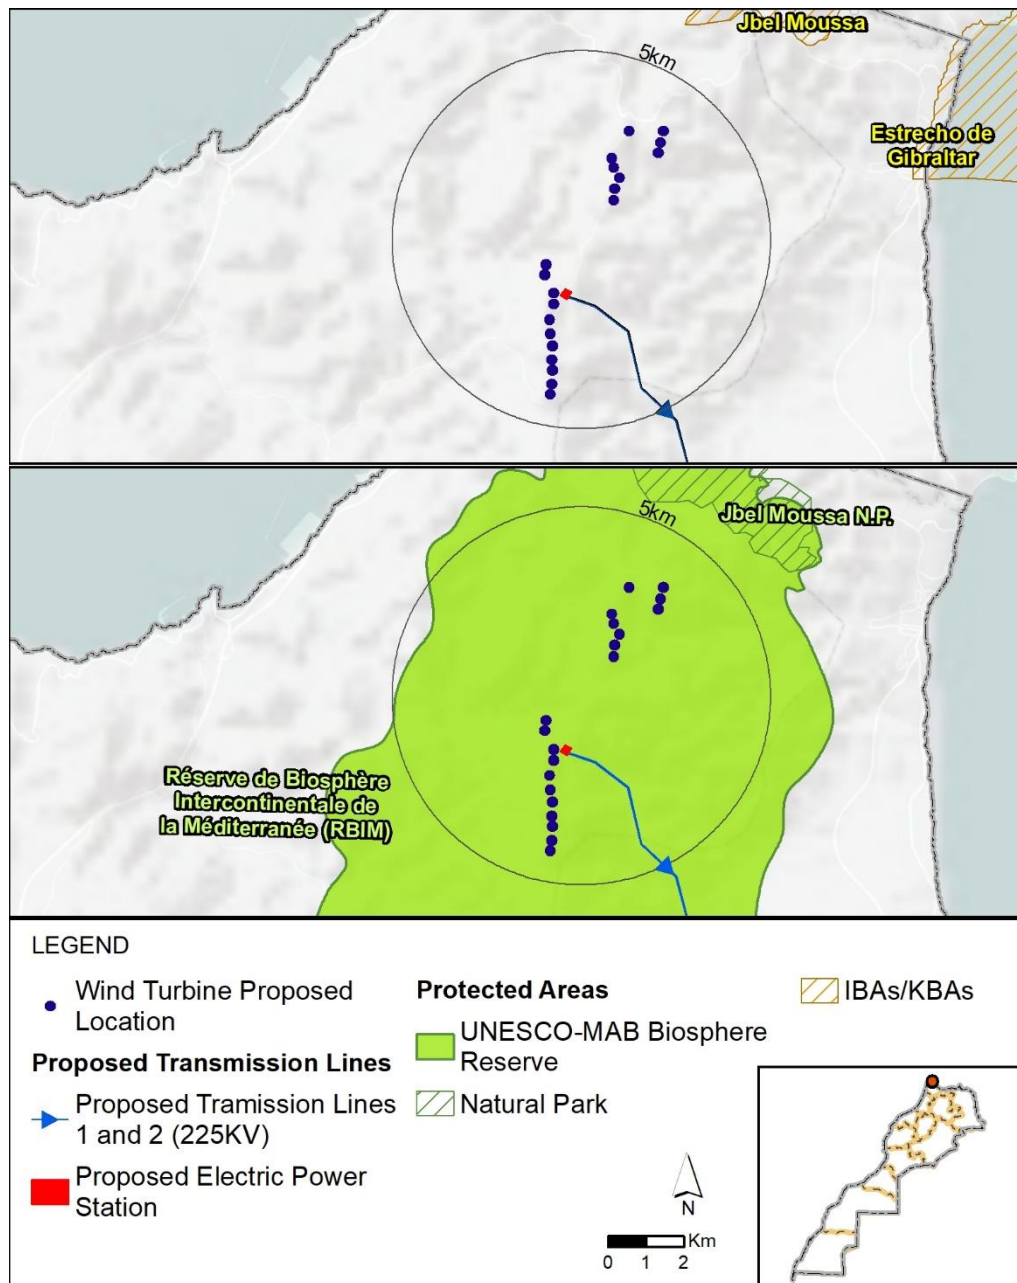 Jbel Moussa
5km
Estrecho de
Gibraltar
5km
Jbel Moussa N.P.
Réserve de Biosphère
Intercontinentale de
la Méditerranée (RBIM)
LEGEND
Wind Turbine Proposed
Location
Proposed Transmission Lines
Proposed Tramission Lines
1 and 2 (225KV)
Proposed Electric Power
Station
Protected Areas
UNESCO-MAB Biosphere
Reserve
Natural Park
IBAs/KBAs
N
Km
0 1 2